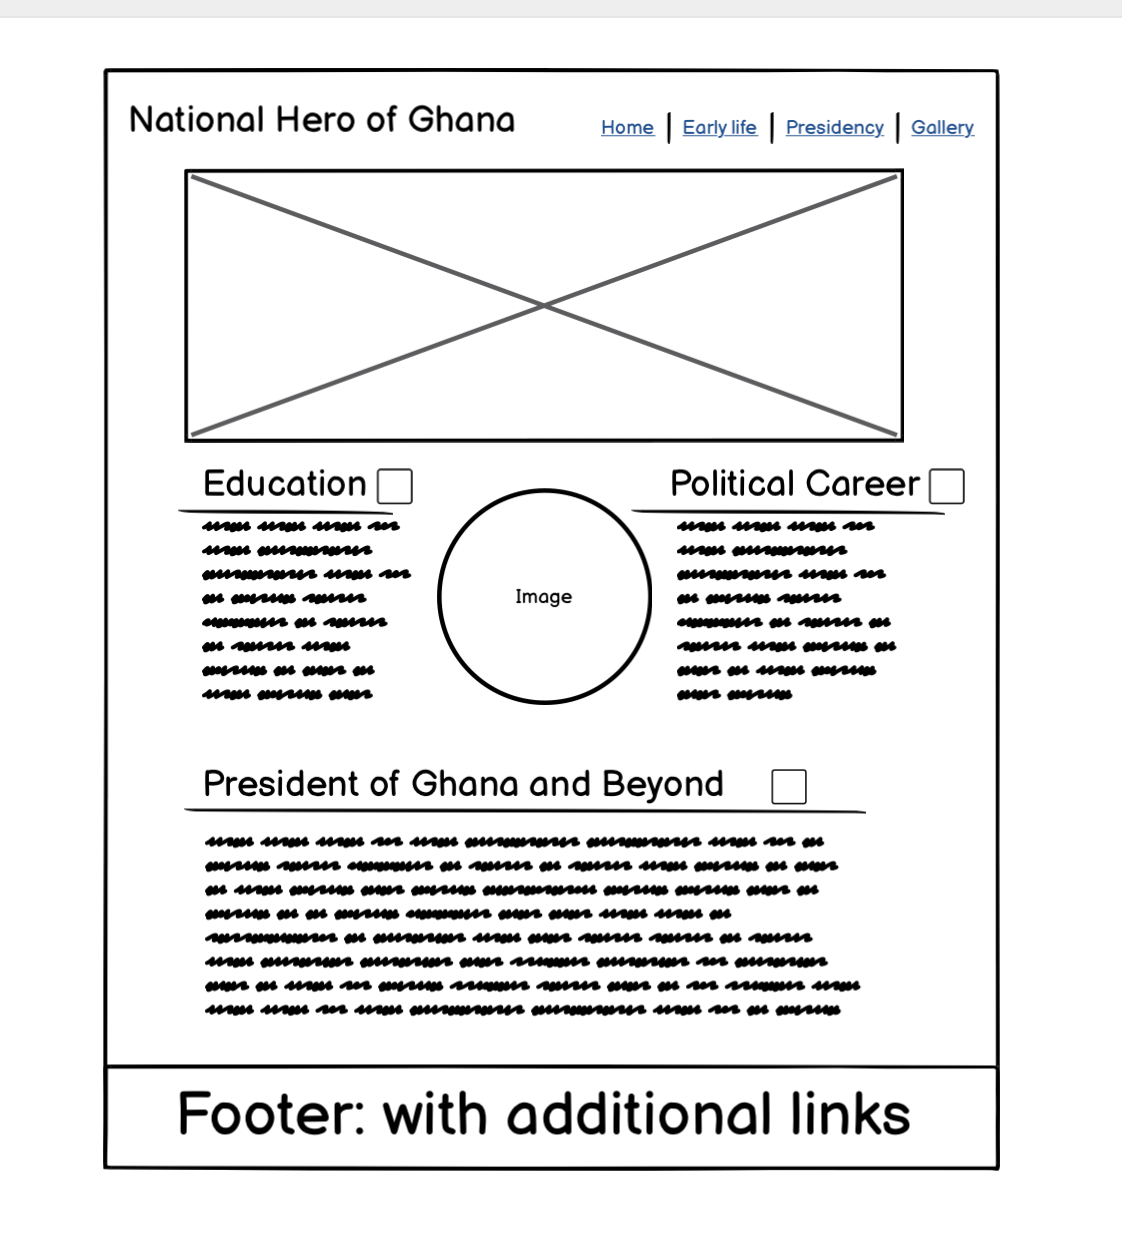 National Hero of Ghana
Home | Early life | Presidency | Gallery
Education
Political Career
Image
President of Ghana and Beyond
Footer: with additional links